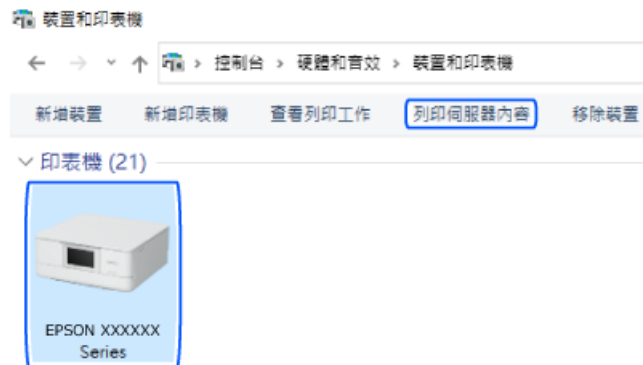 裝置和印表機
控制台 › 硬體和音效 › 裝置和印表機
新增裝置 新增印表機 查看列印工作 列印伺服器內容 移除裝置
印表機 (21)
EPSON XXXXXX
Series